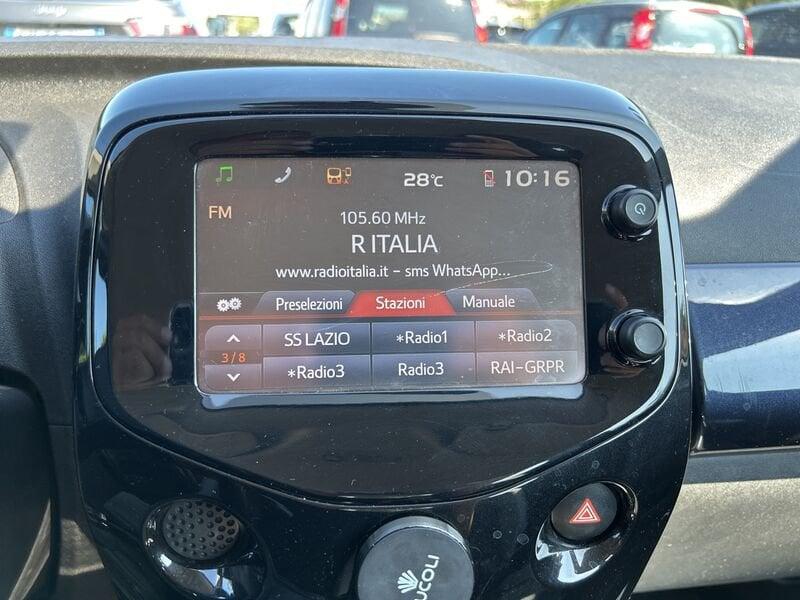 28°C 10:16
FM
105.60 MHz
R ITALIA
www.radioitalia.it - sms WhatsApp...
Preselezioni Stazioni Manuale
SS LAZIO *Radio1 *Radio2
3/8
*Radio3 Radio3 RAI-GRPR